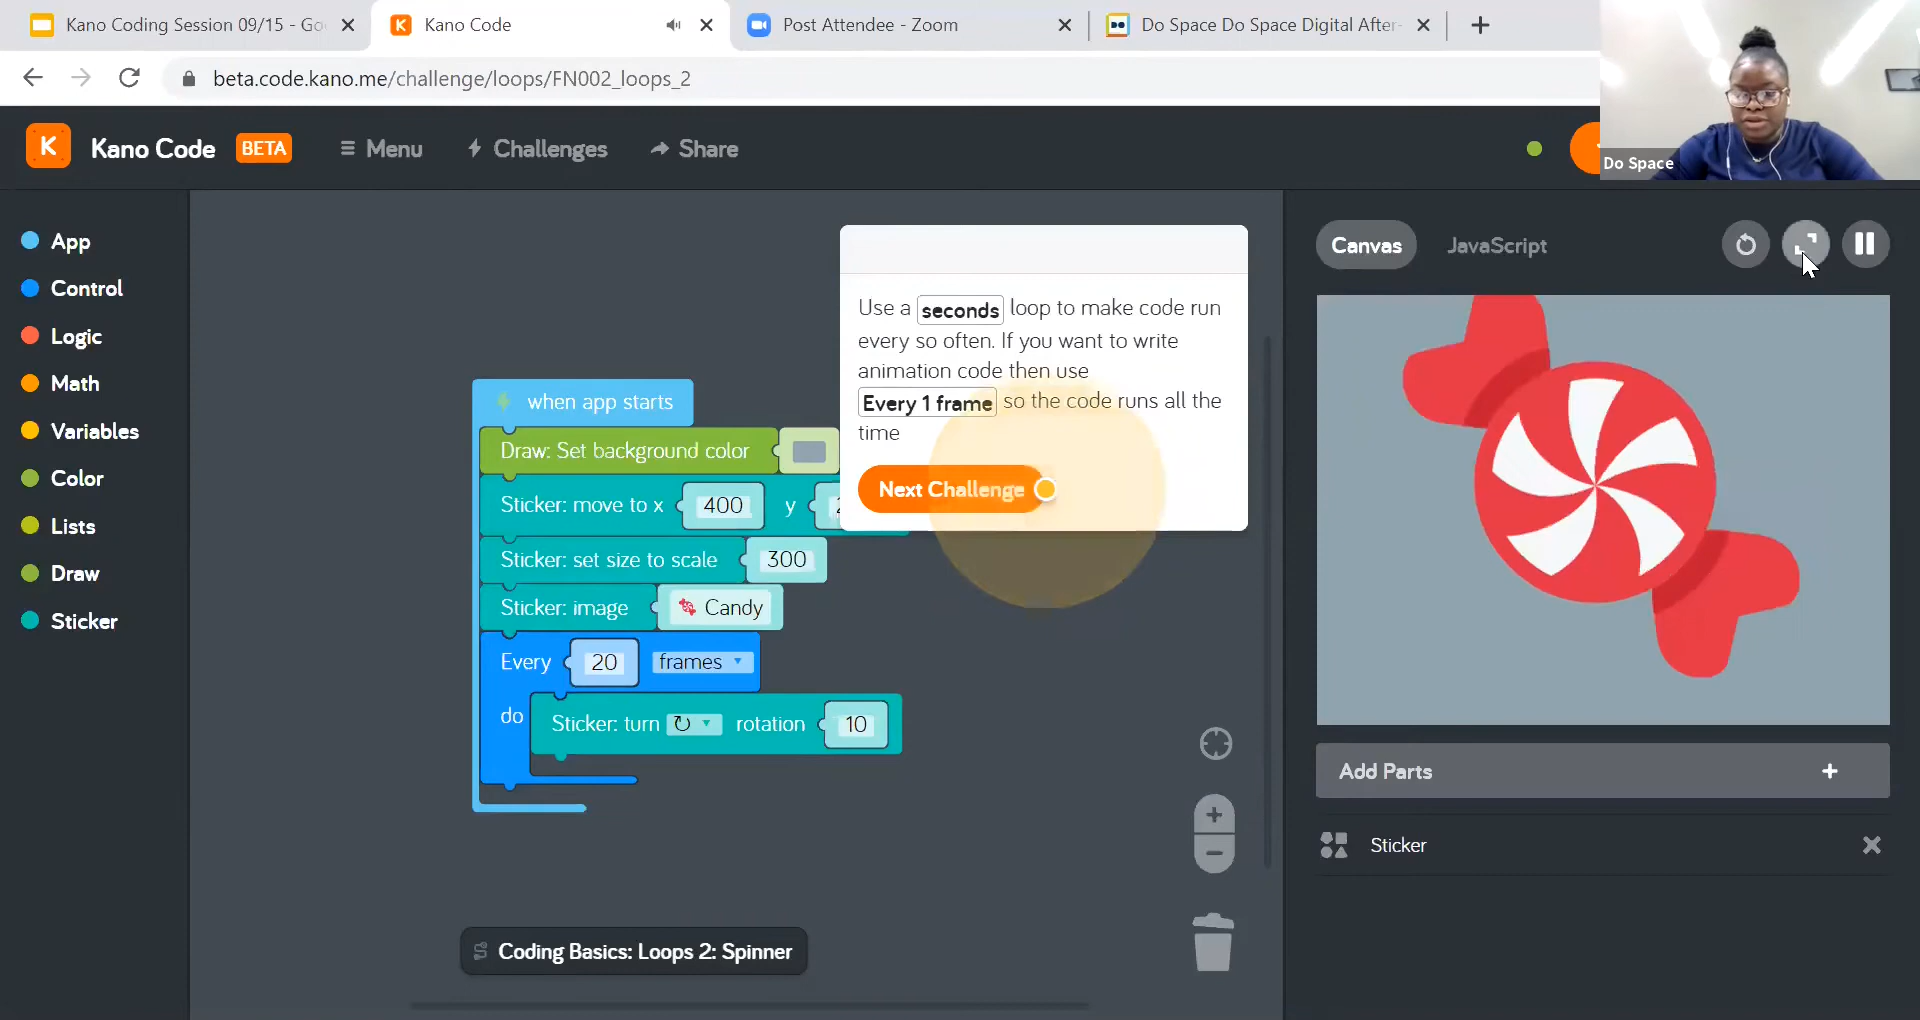 Kano Coding Session 09/15 - Go
Kano Code
Post Attendee - Zoom
Do Space Do Space Digital After-
beta.code.kano.me/challenge/loops/FN002_loops_2
K
Kano Code
BETA
Menu
Challenges
Share
Do Space
App
Control
Logic
Math
Variables
Color
Lists
Draw
Sticker
when app starts
Draw: Set background color
Sticker: move to x 400 y
Sticker: set size to scale 300
Sticker: image Candy
Every 20 frames
do
Sticker: turn rotation 10
Use a seconds loop to make code run
every so often. If you want to write
animation code then use
Every 1 frame so the code runs all the
time
Next Challenge
Coding Basics: Loops 2: Spinner
Canvas
JavaScript
Add Parts +
Sticker